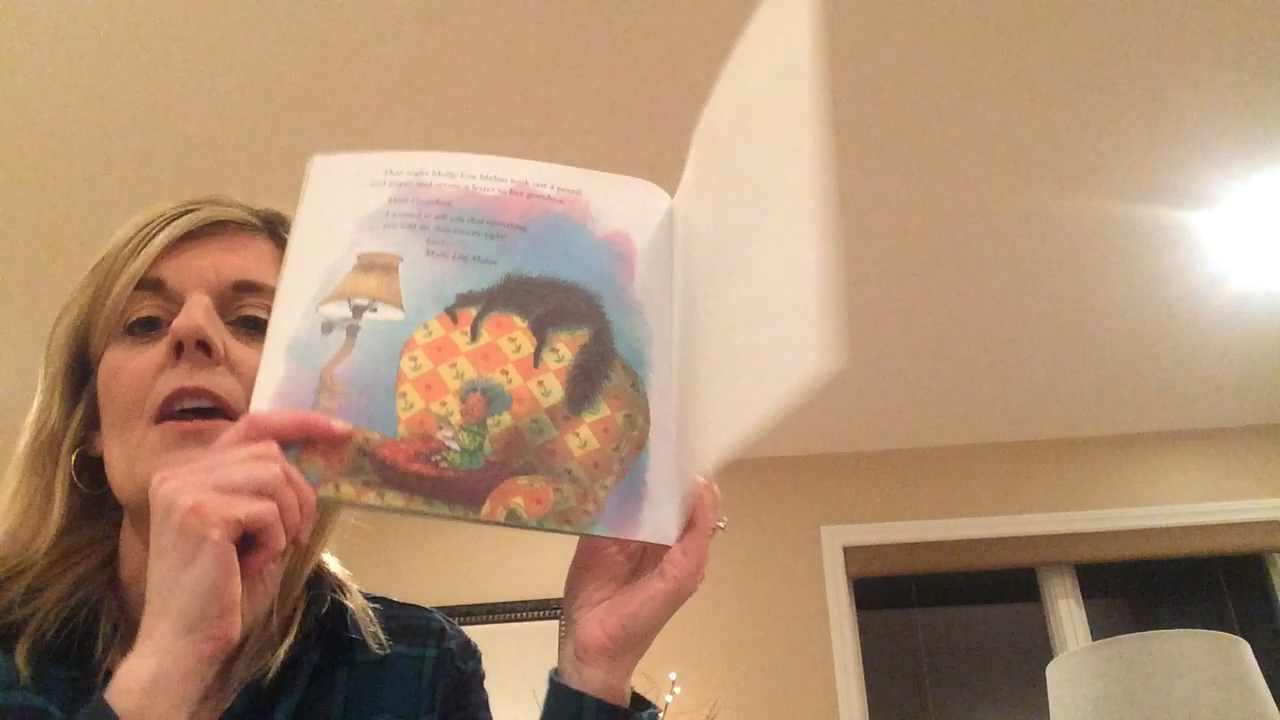 That night Molly Lou Melon took out a pencil
and paper and wrote a letter to her grandma.
Dear Grandma,
I wanted to tell you that everything
you told me was exactly right.
Love,
Molly Lou Melon